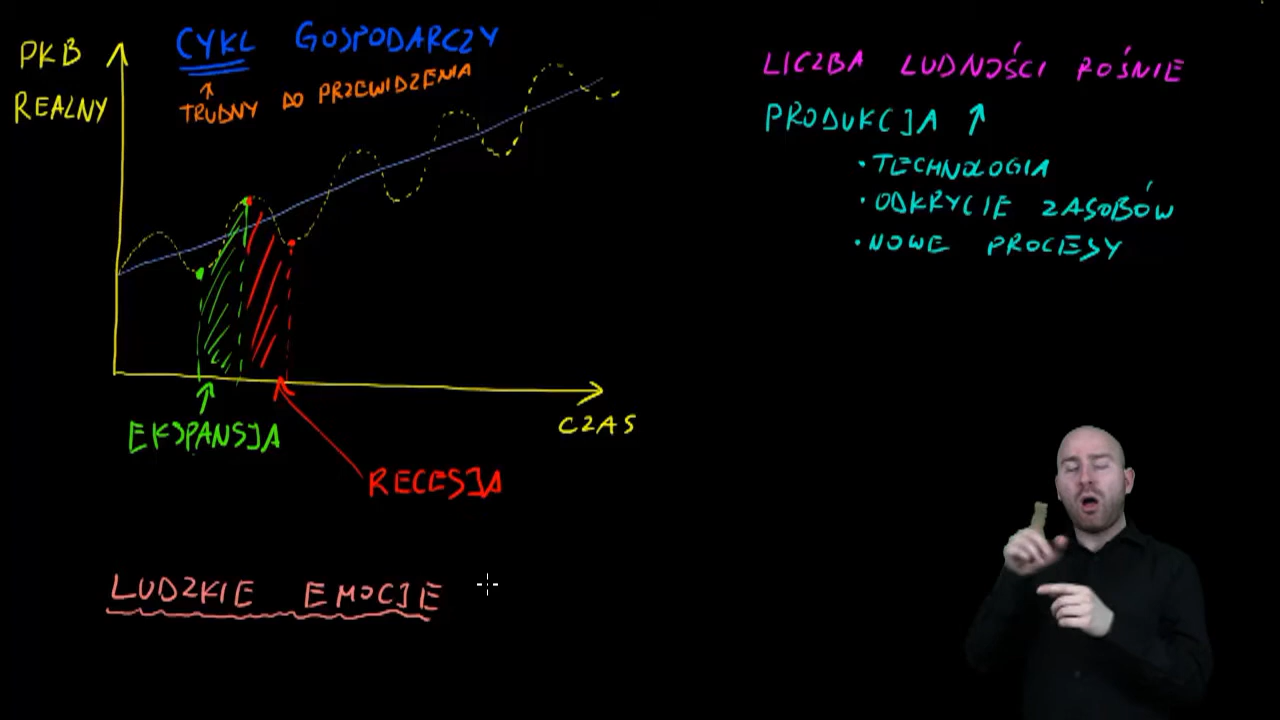 PKB
REALNY
CYKL GOSPODARCZY
TRUDNY DO PRZEWIDZENIA
CZAS
EKSPANSJA
RECESJA
LUDZKIE EMOCJE
LICZBA LUDNOŚCI ROŚNIE
PRODUKCJA ↑
• TECHNOLOGIA
• ODKRYCIE ZASOBÓW
• NOWE PROCESY